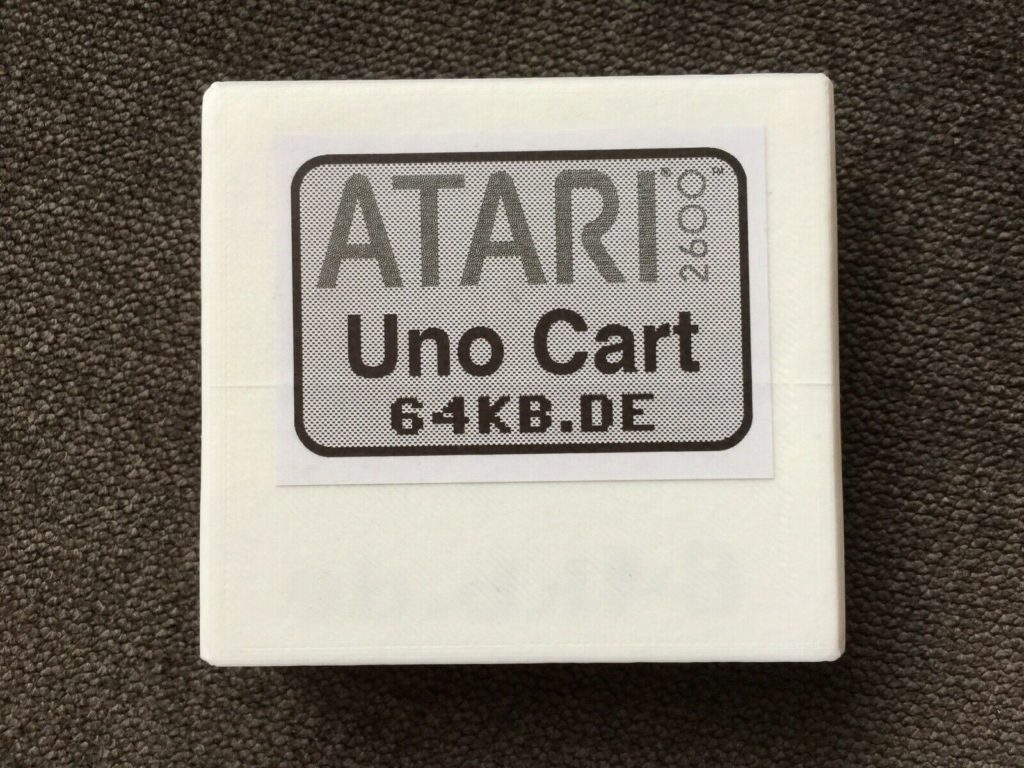 ATARI 2600
Uno Cart
64KB.DE